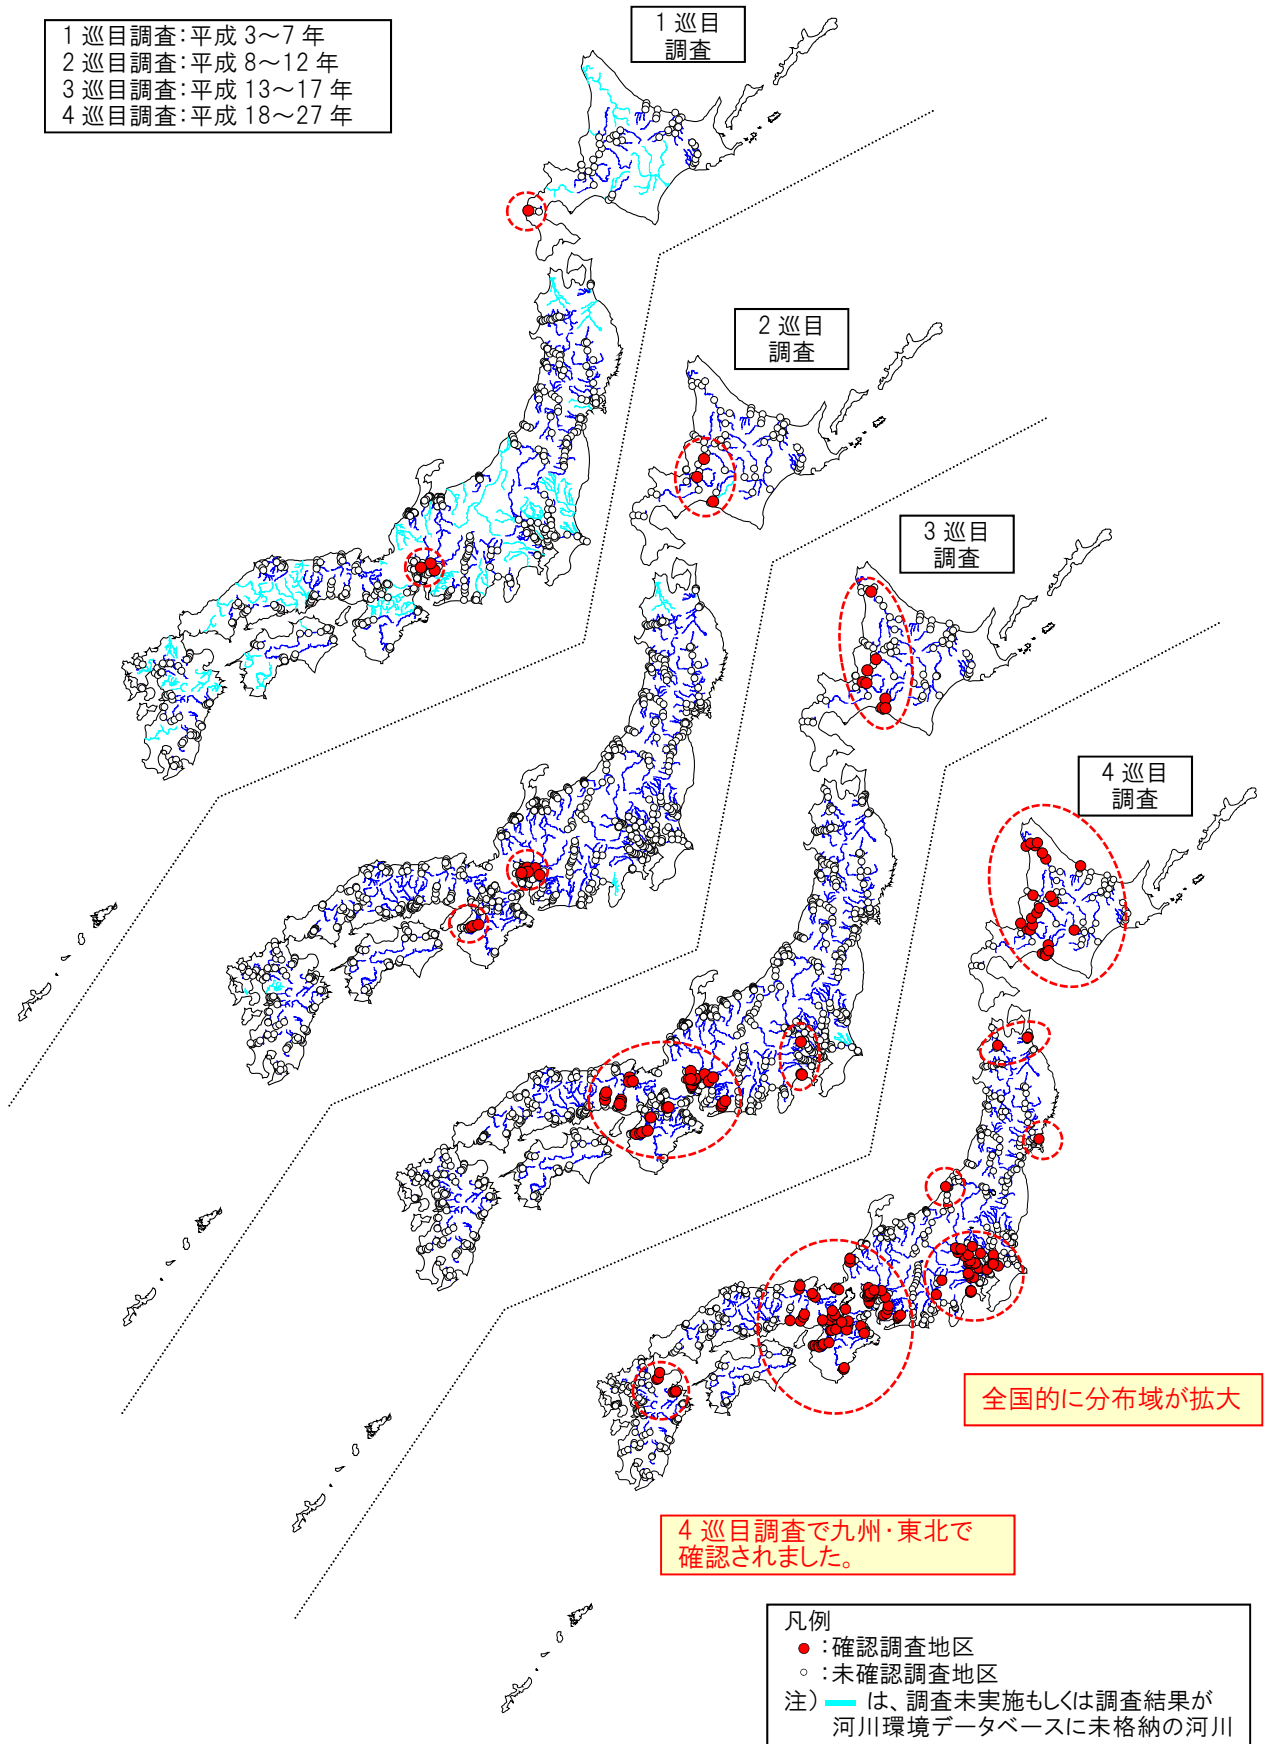 1 巡目調査：平成 3～7 年
2 巡目調査：平成 8～12 年
3 巡目調査：平成 13～17 年
4 巡目調査：平成 18～27 年
1 巡目
調査
2 巡目
調査
3 巡目
調査
4 巡目
調査
全国的に分布域が拡大
4 巡目調査で九州・東北で
確認されました。
凡例
●：確認調査地区
○：未確認調査地区
注） は、調査未実施もしくは調査結果が
河川環境データベースに未格納の河川